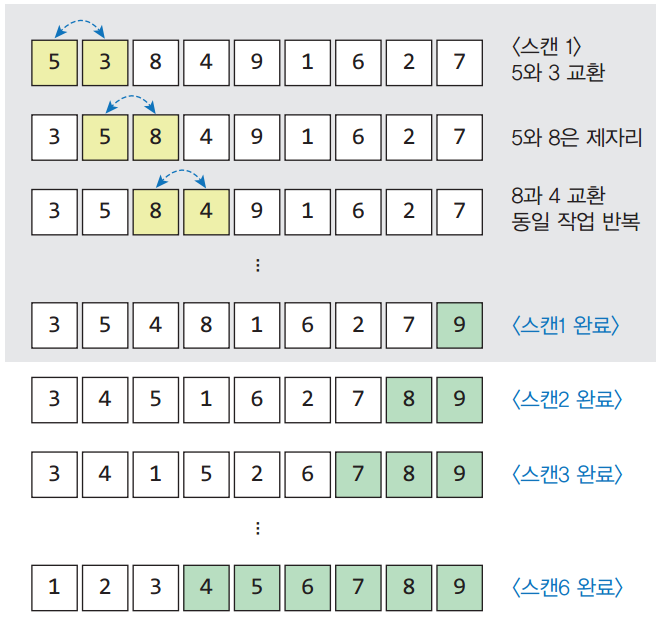 5 3 8 4 9 1 6 2 7 〈스캔 1〉
5와 3 교환
3 5 8 4 9 1 6 2 7 5와 8은 제자리
3 5 8 4 9 1 6 2 7 8과 4 교환
동일 작업 반복
⋮
3 5 4 8 1 6 2 7 9 〈스캔1 완료〉
3 4 5 1 6 2 7 8 9 〈스캔2 완료〉
3 4 1 5 2 6 7 8 9 〈스캔3 완료〉
⋮
1 2 3 4 5 6 7 8 9 〈스캔6 완료〉